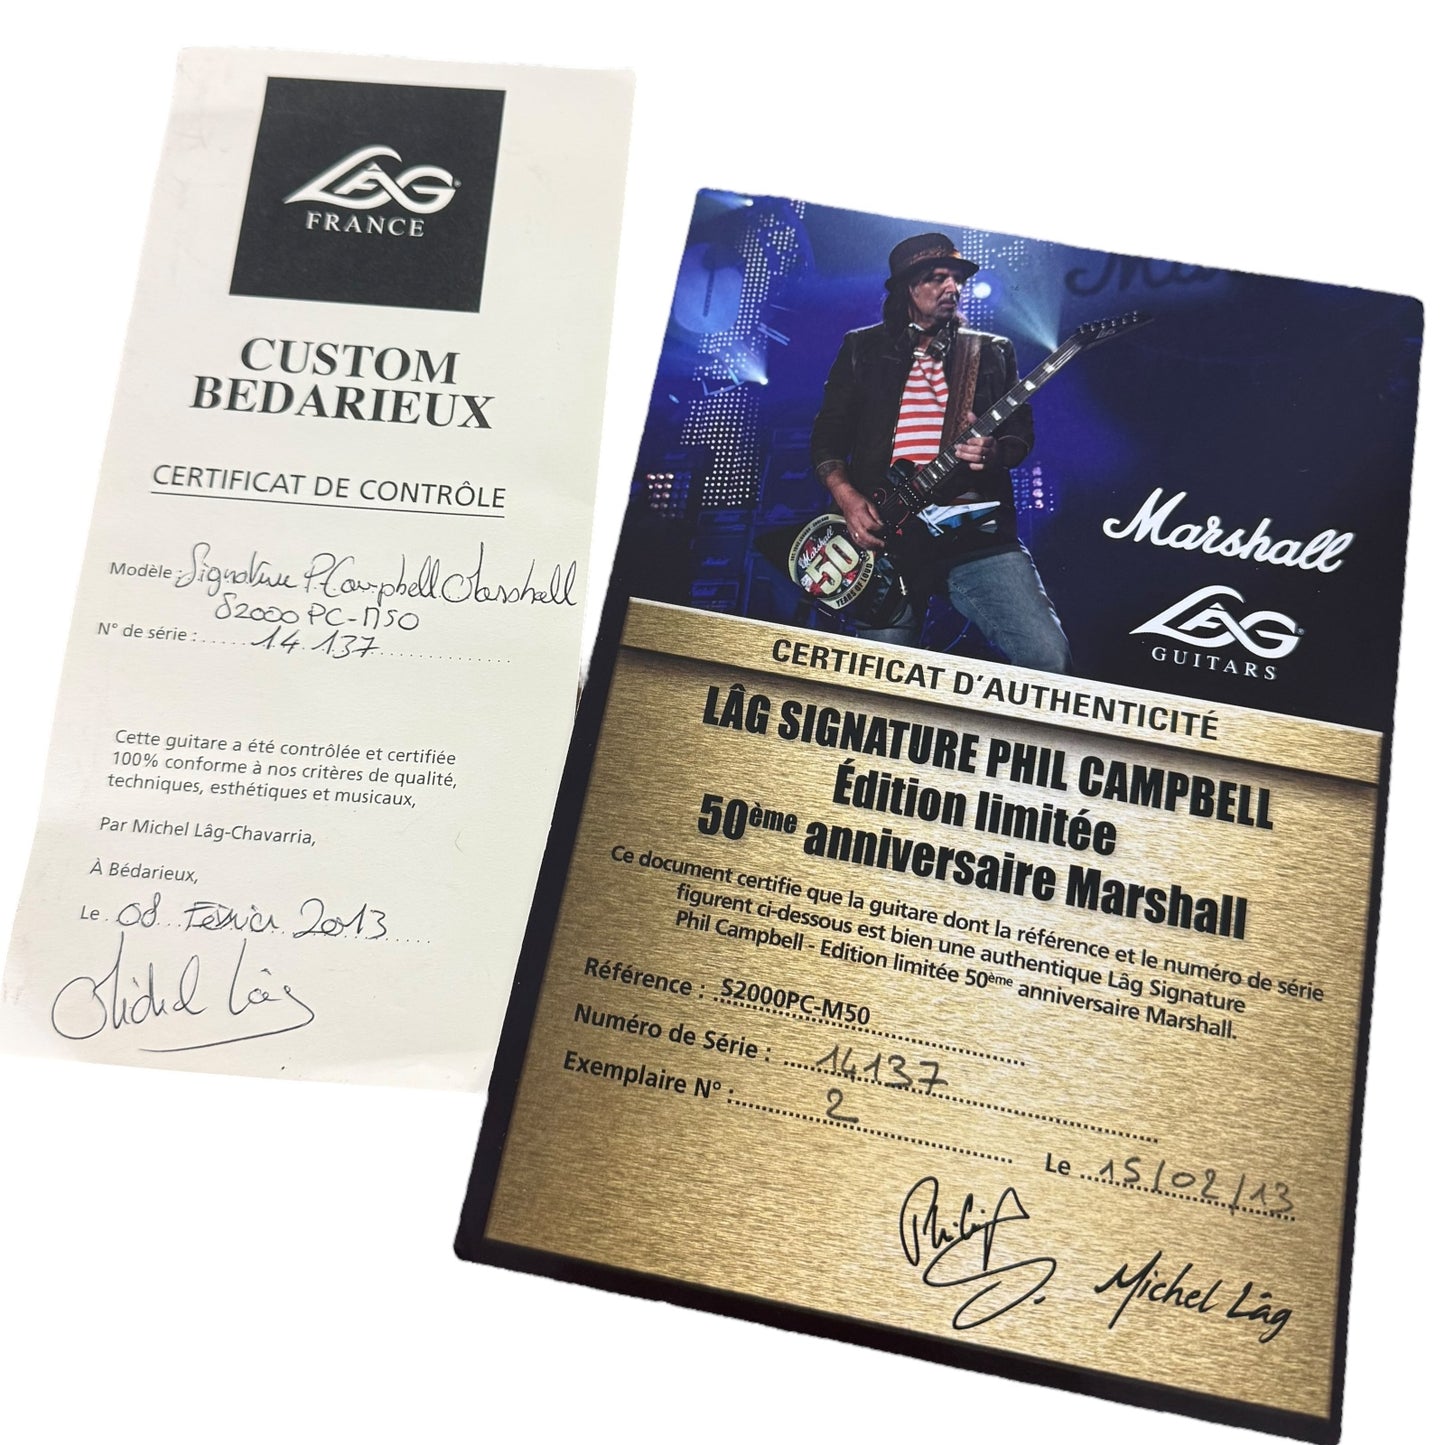 LÂG
FRANCE
CUSTOM
BEDARIEUX
CERTIFICAT DE CONTRÔLE
Modèle : Signature P. Campbell Marshall
S2000 PC-M50
N° de série : 14.137
Cette guitare a été contrôlée et certifiée
100% conforme à nos critères de qualité,
techniques, esthétiques et musicaux,
Par Michel Lâg-Chavarria,
À Bédarieux,
Le 08 Février 2013
Michel Lâg
Marshall
50
YEARS OF LOUD
Marshall
LÂG
GUITARS
CERTIFICAT D'AUTHENTICITÉ
LÂG SIGNATURE PHIL CAMPBELL
Édition limitée
50ème anniversaire Marshall
Ce document certifie que la guitare dont la référence et le numéro de série
figurent ci-dessous est bien une authentique Lâg Signature
Phil Campbell - Edition limitée 50ème anniversaire Marshall.
Référence : S2000PC-M50
Numéro de Série : 14137
Exemplaire N° : 2
Le 15/02/13
Michel Lâg